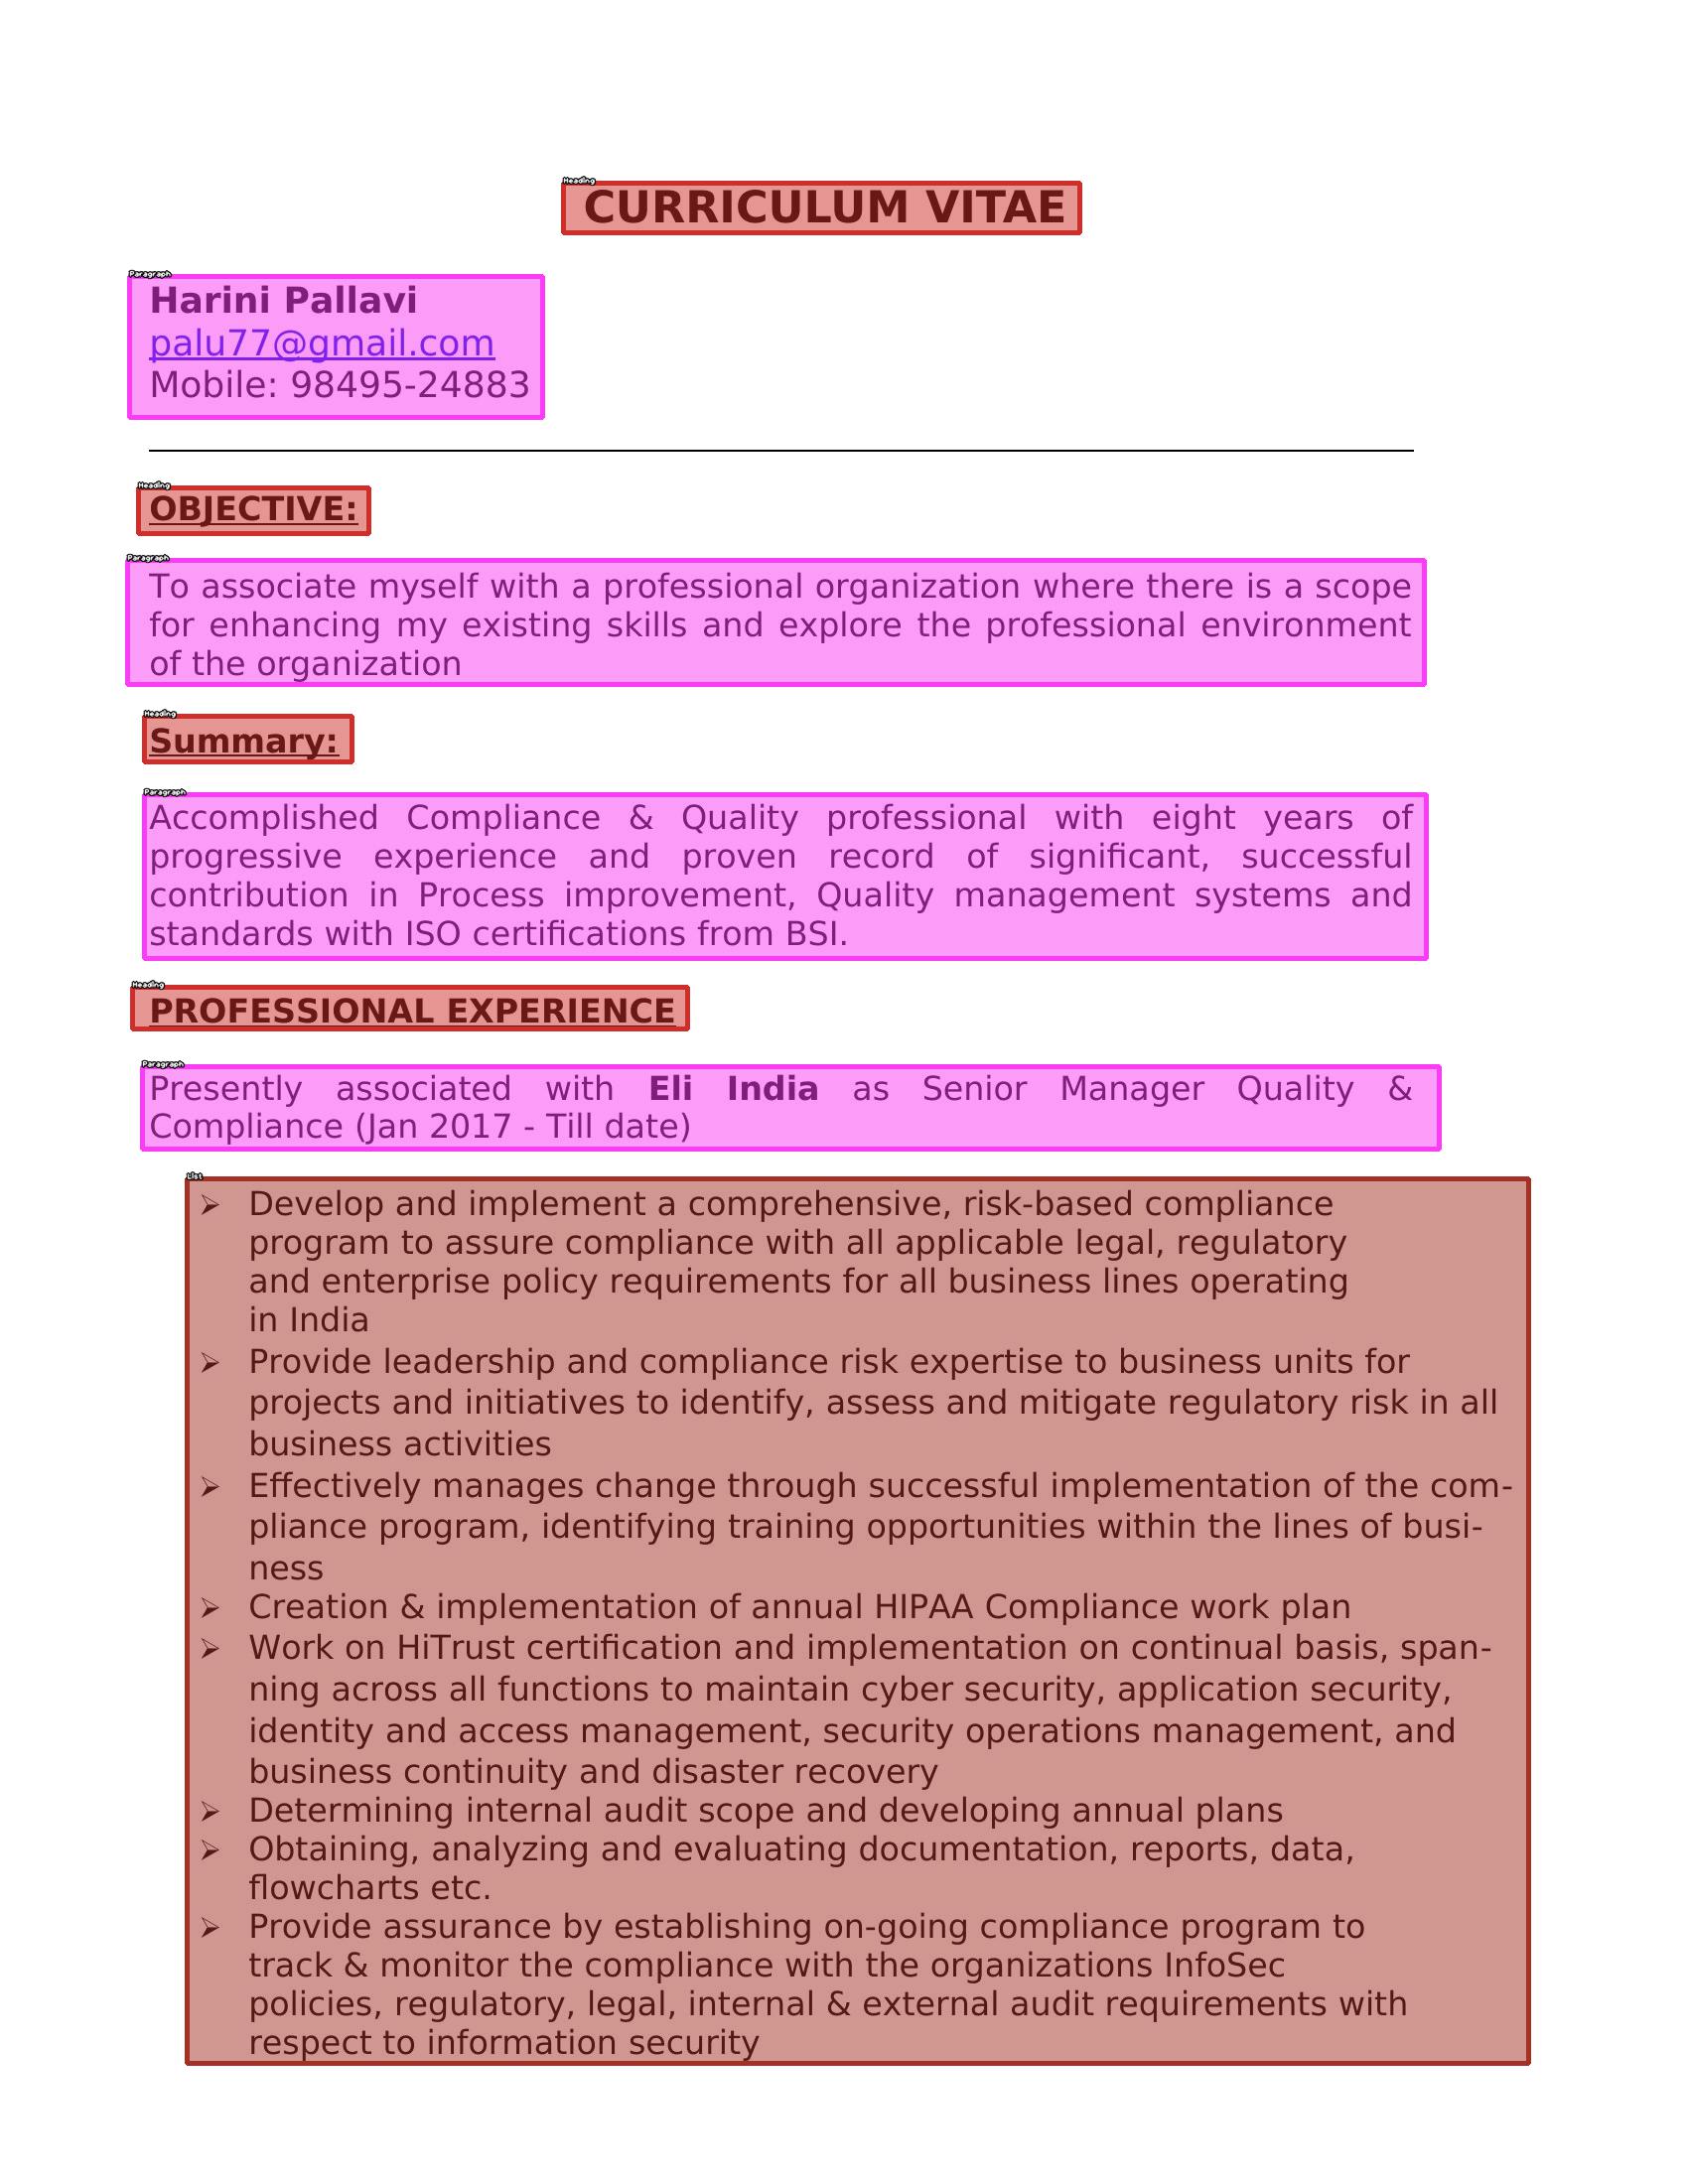 Heading
CURRICULUM VITAE
Paragraph
Harini Pallavi
palu77@gmail.com
Mobile: 98495-24883
Heading
OBJECTIVE:
Paragraph
To associate myself with a professional organization where there is a scope
for enhancing my existing skills and explore the professional environment
of the organization
Heading
Summary:
Paragraph
Accomplished Compliance & Quality professional with eight years of
progressive experience and proven record of significant, successful
contribution in Process improvement, Quality management systems and
standards with ISO certifications from BSI.
Heading
PROFESSIONAL EXPERIENCE
Paragraph
Presently associated with Eli India as Senior Manager Quality &
Compliance (Jan 2017 - Till date)
List
➢ Develop and implement a comprehensive, risk-based compliance
program to assure compliance with all applicable legal, regulatory
and enterprise policy requirements for all business lines operating
in India
➢ Provide leadership and compliance risk expertise to business units for
projects and initiatives to identify, assess and mitigate regulatory risk in all
business activities
➢ Effectively manages change through successful implementation of the com-
pliance program, identifying training opportunities within the lines of busi-
ness
➢ Creation & implementation of annual HIPAA Compliance work plan
➢ Work on HiTrust certification and implementation on continual basis, span-
ning across all functions to maintain cyber security, application security,
identity and access management, security operations management, and
business continuity and disaster recovery
➢ Determining internal audit scope and developing annual plans
➢ Obtaining, analyzing and evaluating documentation, reports, data,
flowcharts etc.
➢ Provide assurance by establishing on-going compliance program to
track & monitor the compliance with the organizations InfoSec
policies, regulatory, legal, internal & external audit requirements with
respect to information security